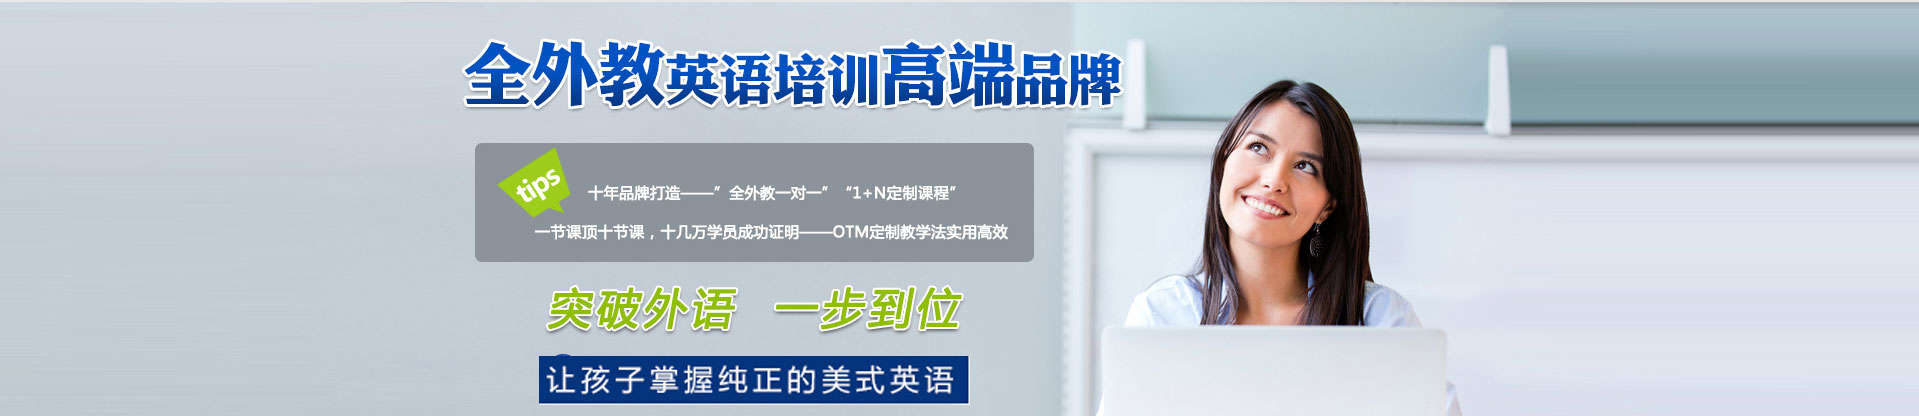 全外教英语培训高端品牌
tips
十年品牌打造——”全外教一对一” “1+N定制课程”
一节课顶十节课，十几万学员成功证明——OTM定制教学法实用高效
突破外语 一步到位
让孩子掌握纯正的美式英语